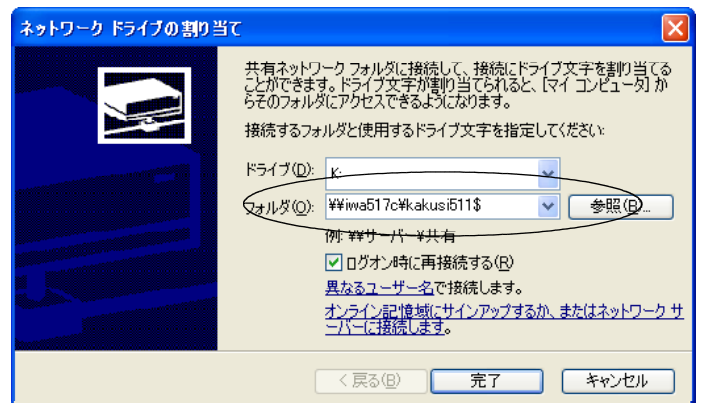 ネットワーク ドライブの割り当て
共有ネットワーク フォルダに接続して、接続にドライブ文字を割り当てる
ことができます。ドライブ文字が割り当てられると、[マイ コンピュータ] か
らそのフォルダにアクセスできるようになります。
接続するフォルダと使用するドライブ文字を指定してください:
ドライブ(D): K:
フォルダ(O): ¥¥iwa517c¥kakusi511$ 参照(B)...
例: ¥¥サーバー¥共有
ログオン時に再接続する(R)
異なるユーザー名で接続します。
オンライン記憶域にサインアップするか、またはネットワーク サ
ーバーに接続します。
< 戻る(B) 完了 キャンセル